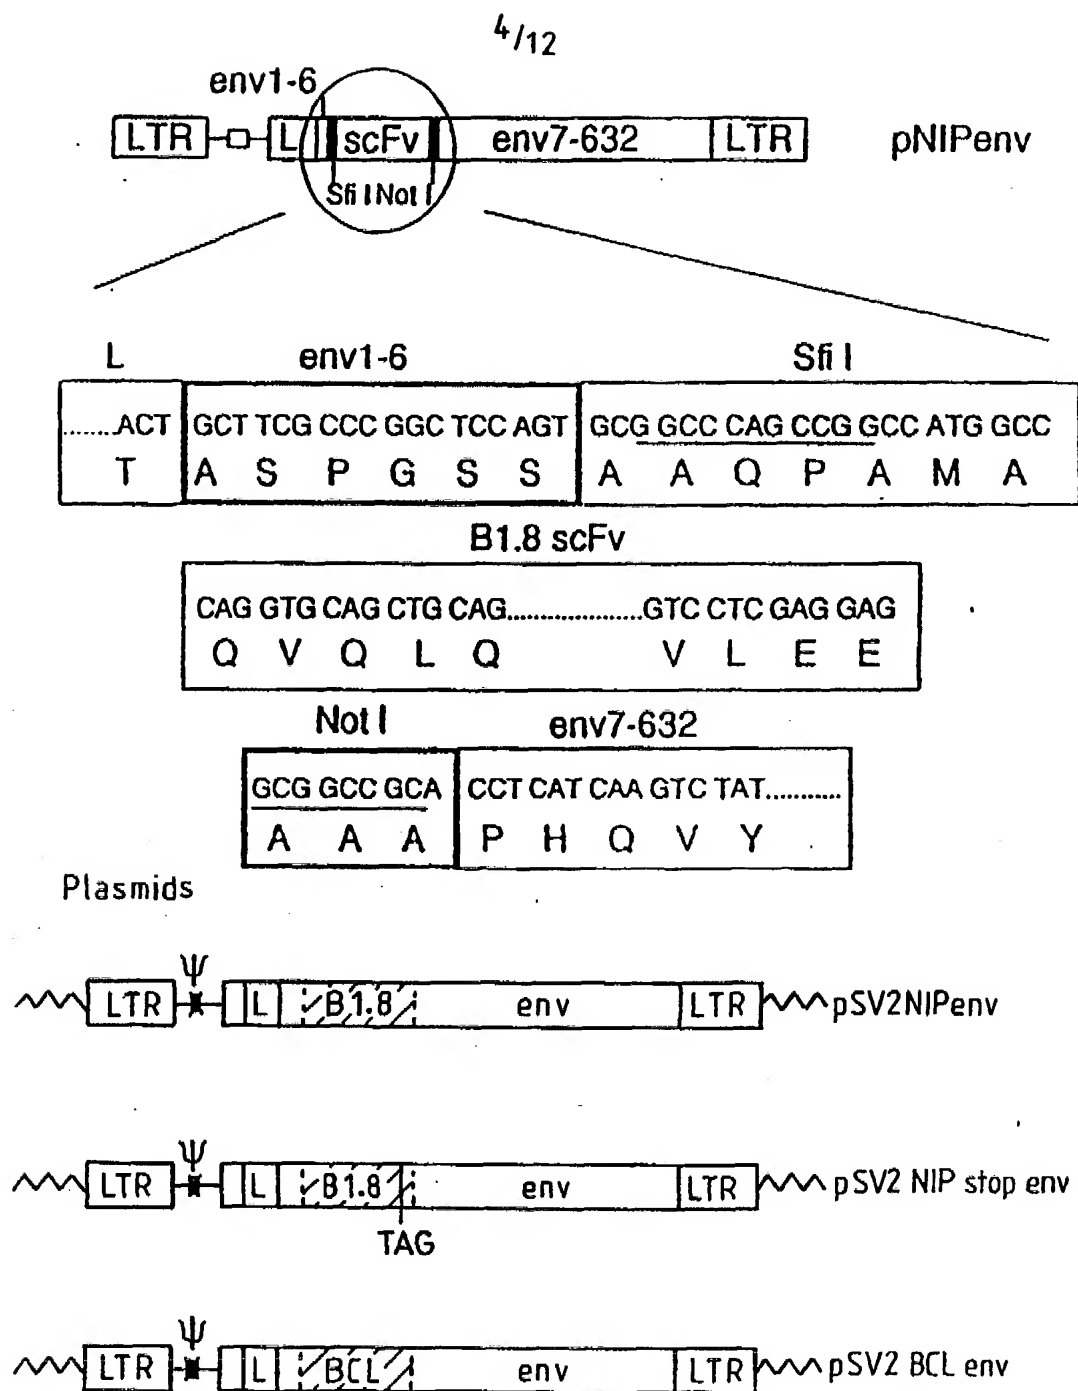 4/12
env1-6
LTR L scFv env7-632 LTR pNIPenv
Sfi I Not I
L env1-6 Sfi I
........ACT GCT TCG CCC GGC TCC AGT GCG GCC CAG CCG GCC ATG GCC
T A S P G S S A A Q P A M A
B1.8 scFv
CAG GTG CAG CTG CAG....................GTC CTC GAG GAG
Q V Q L Q V L E E
Not I env7-632
GCG GCC GCA CCT CAT CAA GTC TAT...........
A A A P H Q V Y
Plasmids
Ψ
LTR L B1.8 env LTR pSV2NIPenv
Ψ
LTR L B1.8 env LTR pSV2 NIP stop env
TAG
Ψ
LTR L BCL env LTR pSV2 BCL env